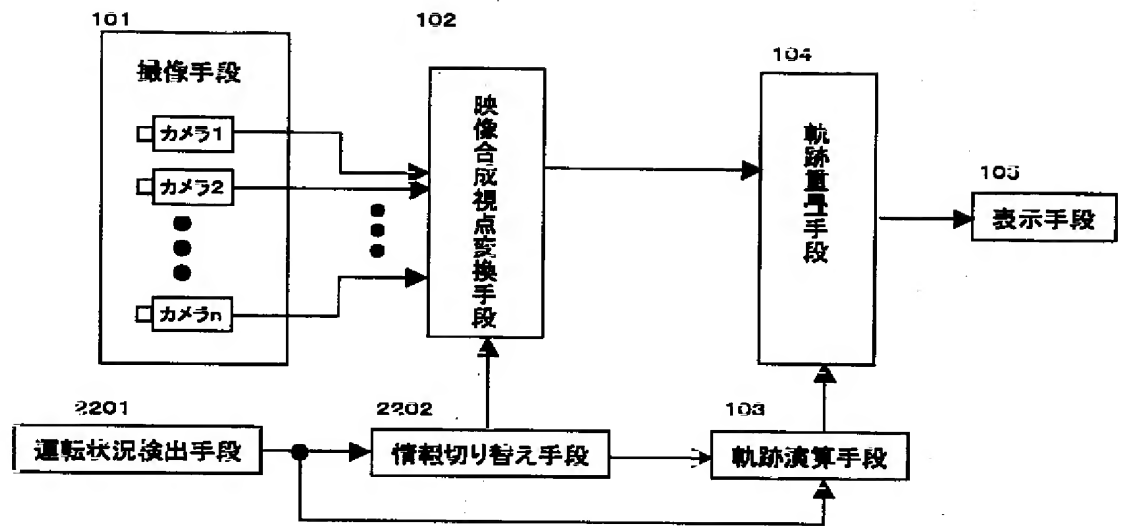 101
102
104
撮像手段
カメラ1
カメラ2
カメラn
映像合成視点変換手段
軌跡重畳手段
105
表示手段
2201
2202
103
運転状況検出手段
情報切り替え手段
軌跡演算手段